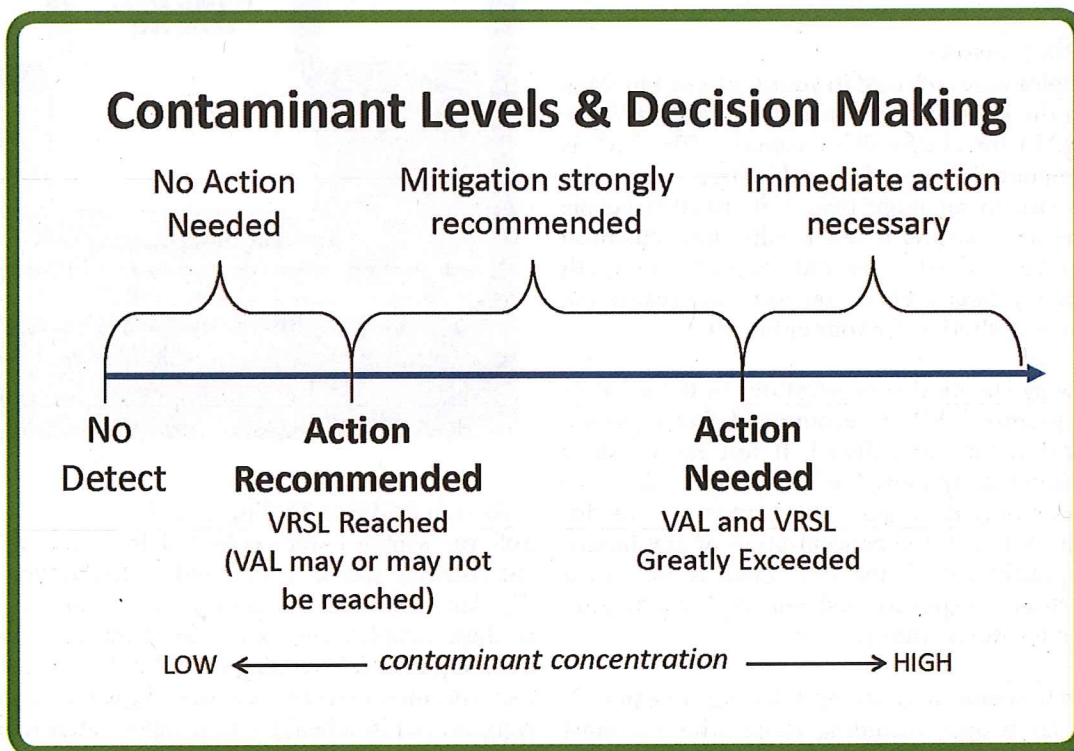 Contaminant Levels & Decision Making
No Action
Needed
Mitigation strongly
recommended
Immediate action
necessary
No
Detect
Action
Recommended
VRSL Reached
(VAL may or may not
be reached)
Action
Needed
VAL and VRSL
Greatly Exceeded
LOW contaminant concentration HIGH